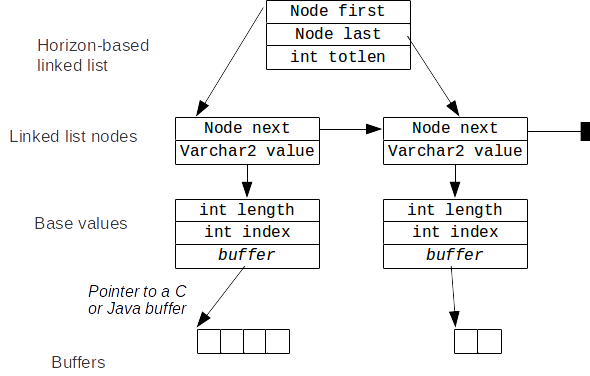 Node first
Node last
int totlen
Horizon-based
linked list
Linked list nodes
Node next
Varchar2 value
Node next
Varchar2 value
Base values
int length
int index
buffer
int length
int index
buffer
Pointer to a C
or Java buffer
Buffers